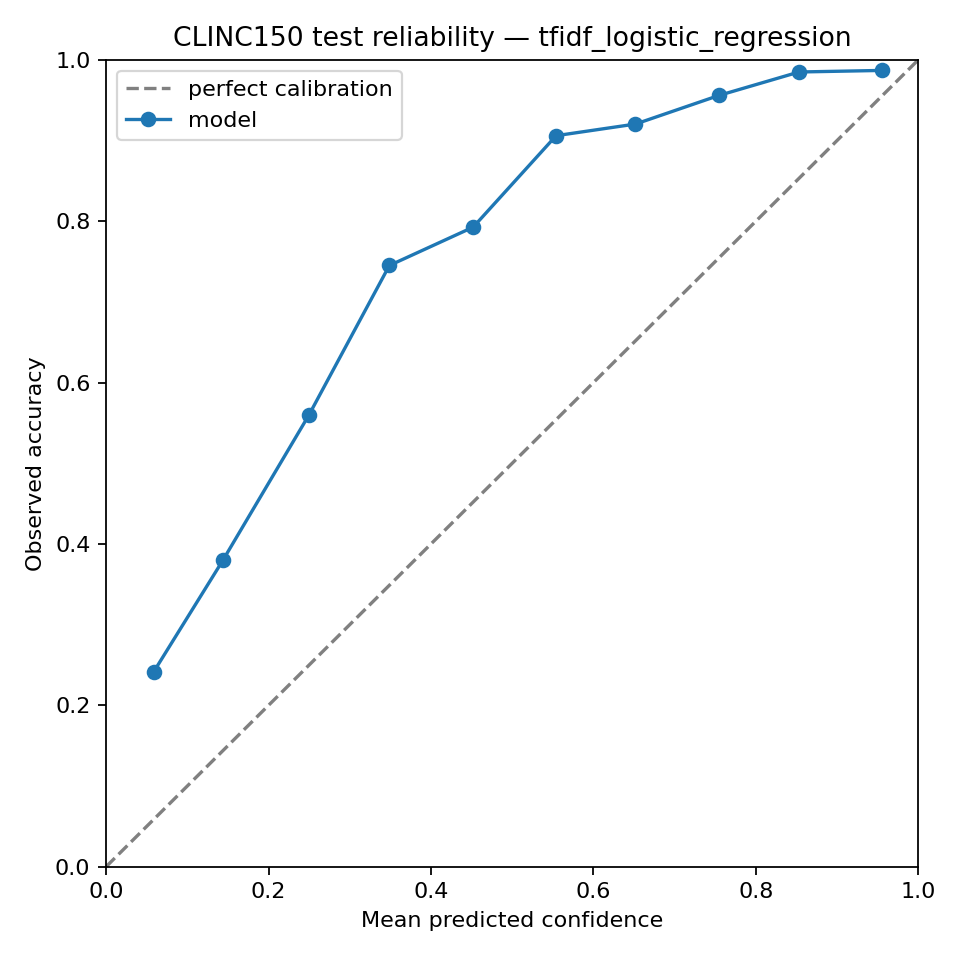 CLINC150 test reliability — tfidf_logistic_regression
perfect calibration
model
1.0
0.8
0.6
0.4
0.2
0.0
Observed accuracy
0.0 0.2 0.4 0.6 0.8 1.0
Mean predicted confidence